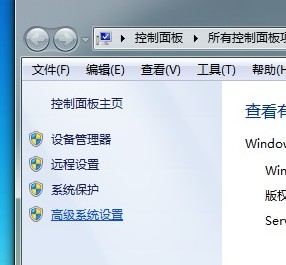 控制面板 ▸ 所有控制面板项
文件(F) 编辑(E) 查看(V) 工具(T) 帮助(H
控制面板主页
设备管理器
远程设置
系统保护
高级系统设置
查看有
Window
Win
版权
Serv